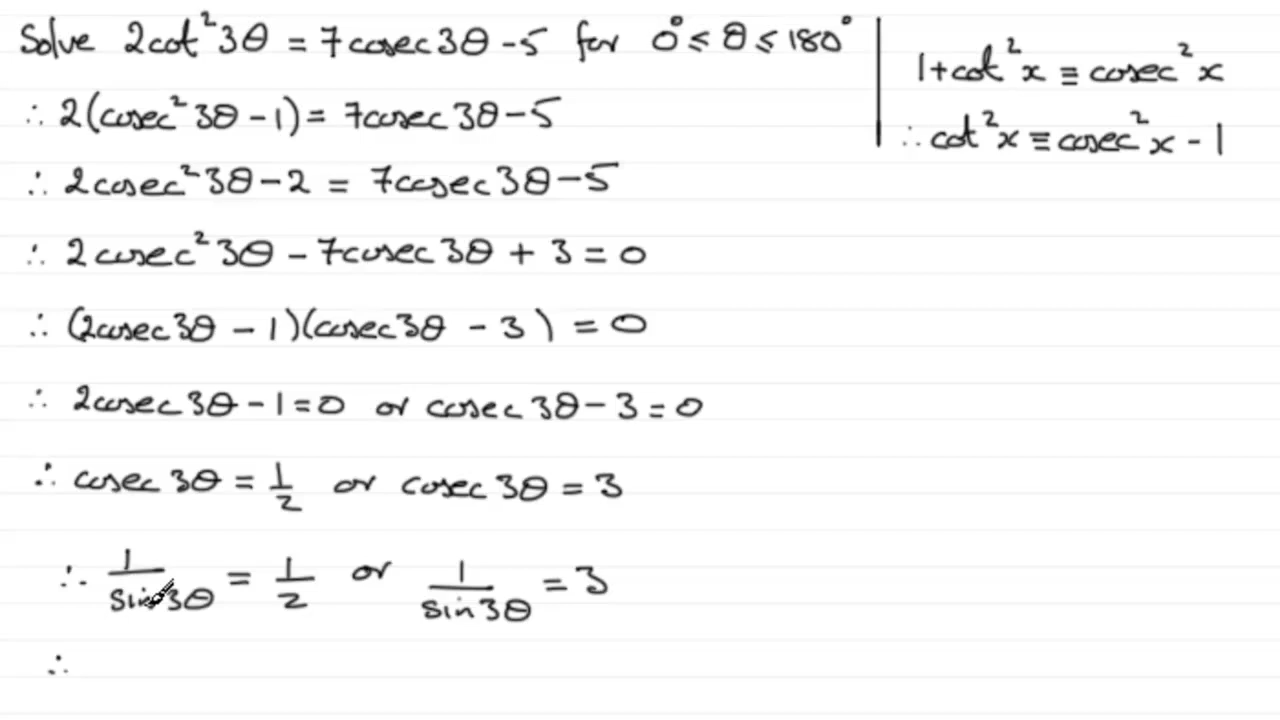 Solve 2cot²3θ = 7cosec3θ - 5 for 0° ≤ θ ≤ 180°
∴ 2(cosec²3θ - 1) = 7cosec3θ - 5
∴ 2cosec²3θ - 2 = 7cosec3θ - 5
∴ 2cosec²3θ - 7cosec3θ + 3 = 0
∴ (2cosec3θ - 1)(cosec3θ - 3) = 0
∴ 2cosec3θ - 1 = 0 or cosec3θ - 3 = 0
∴ cosec3θ = 1/2 or cosec3θ = 3
∴ 1/sin3θ = 1/2 or 1/sin3θ = 3
∴
1 + cot²x ≡ cosec²x
∴ cot²x ≡ cosec²x - 1